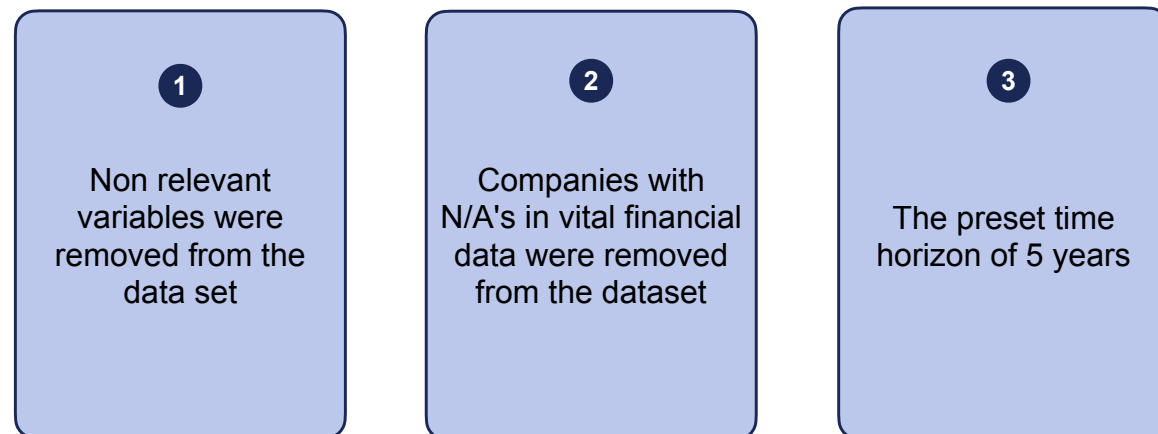 1
Non relevant
variables were
removed from the
data set
2
Companies with
N/A's in vital financial
data were removed
from the dataset
3
The preset time
horizon of 5 years